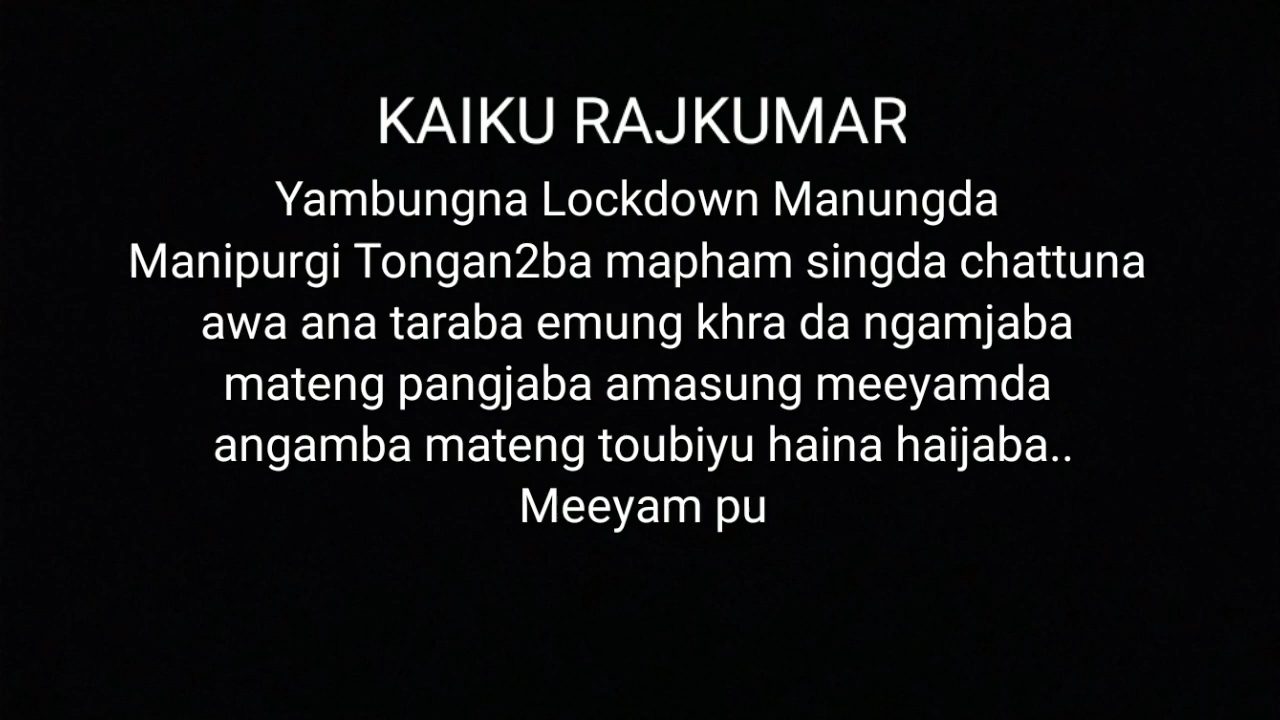 KAIKU RAJKUMAR
Yambungna Lockdown Manungda
Manipurgi Tongan2ba mapham singda chattuna
awa ana taraba emung khra da ngamjaba
mateng pangjaba amasung meeyamda
angamba mateng toubiyu haina haijaba..
Meeyam pu